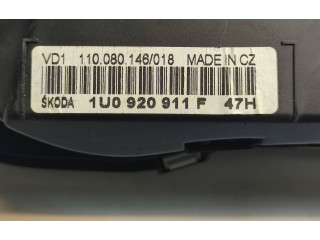 VD1 110.080.146/018 MADE IN CZ
ŠKODA 1U0 920 911 F 47H